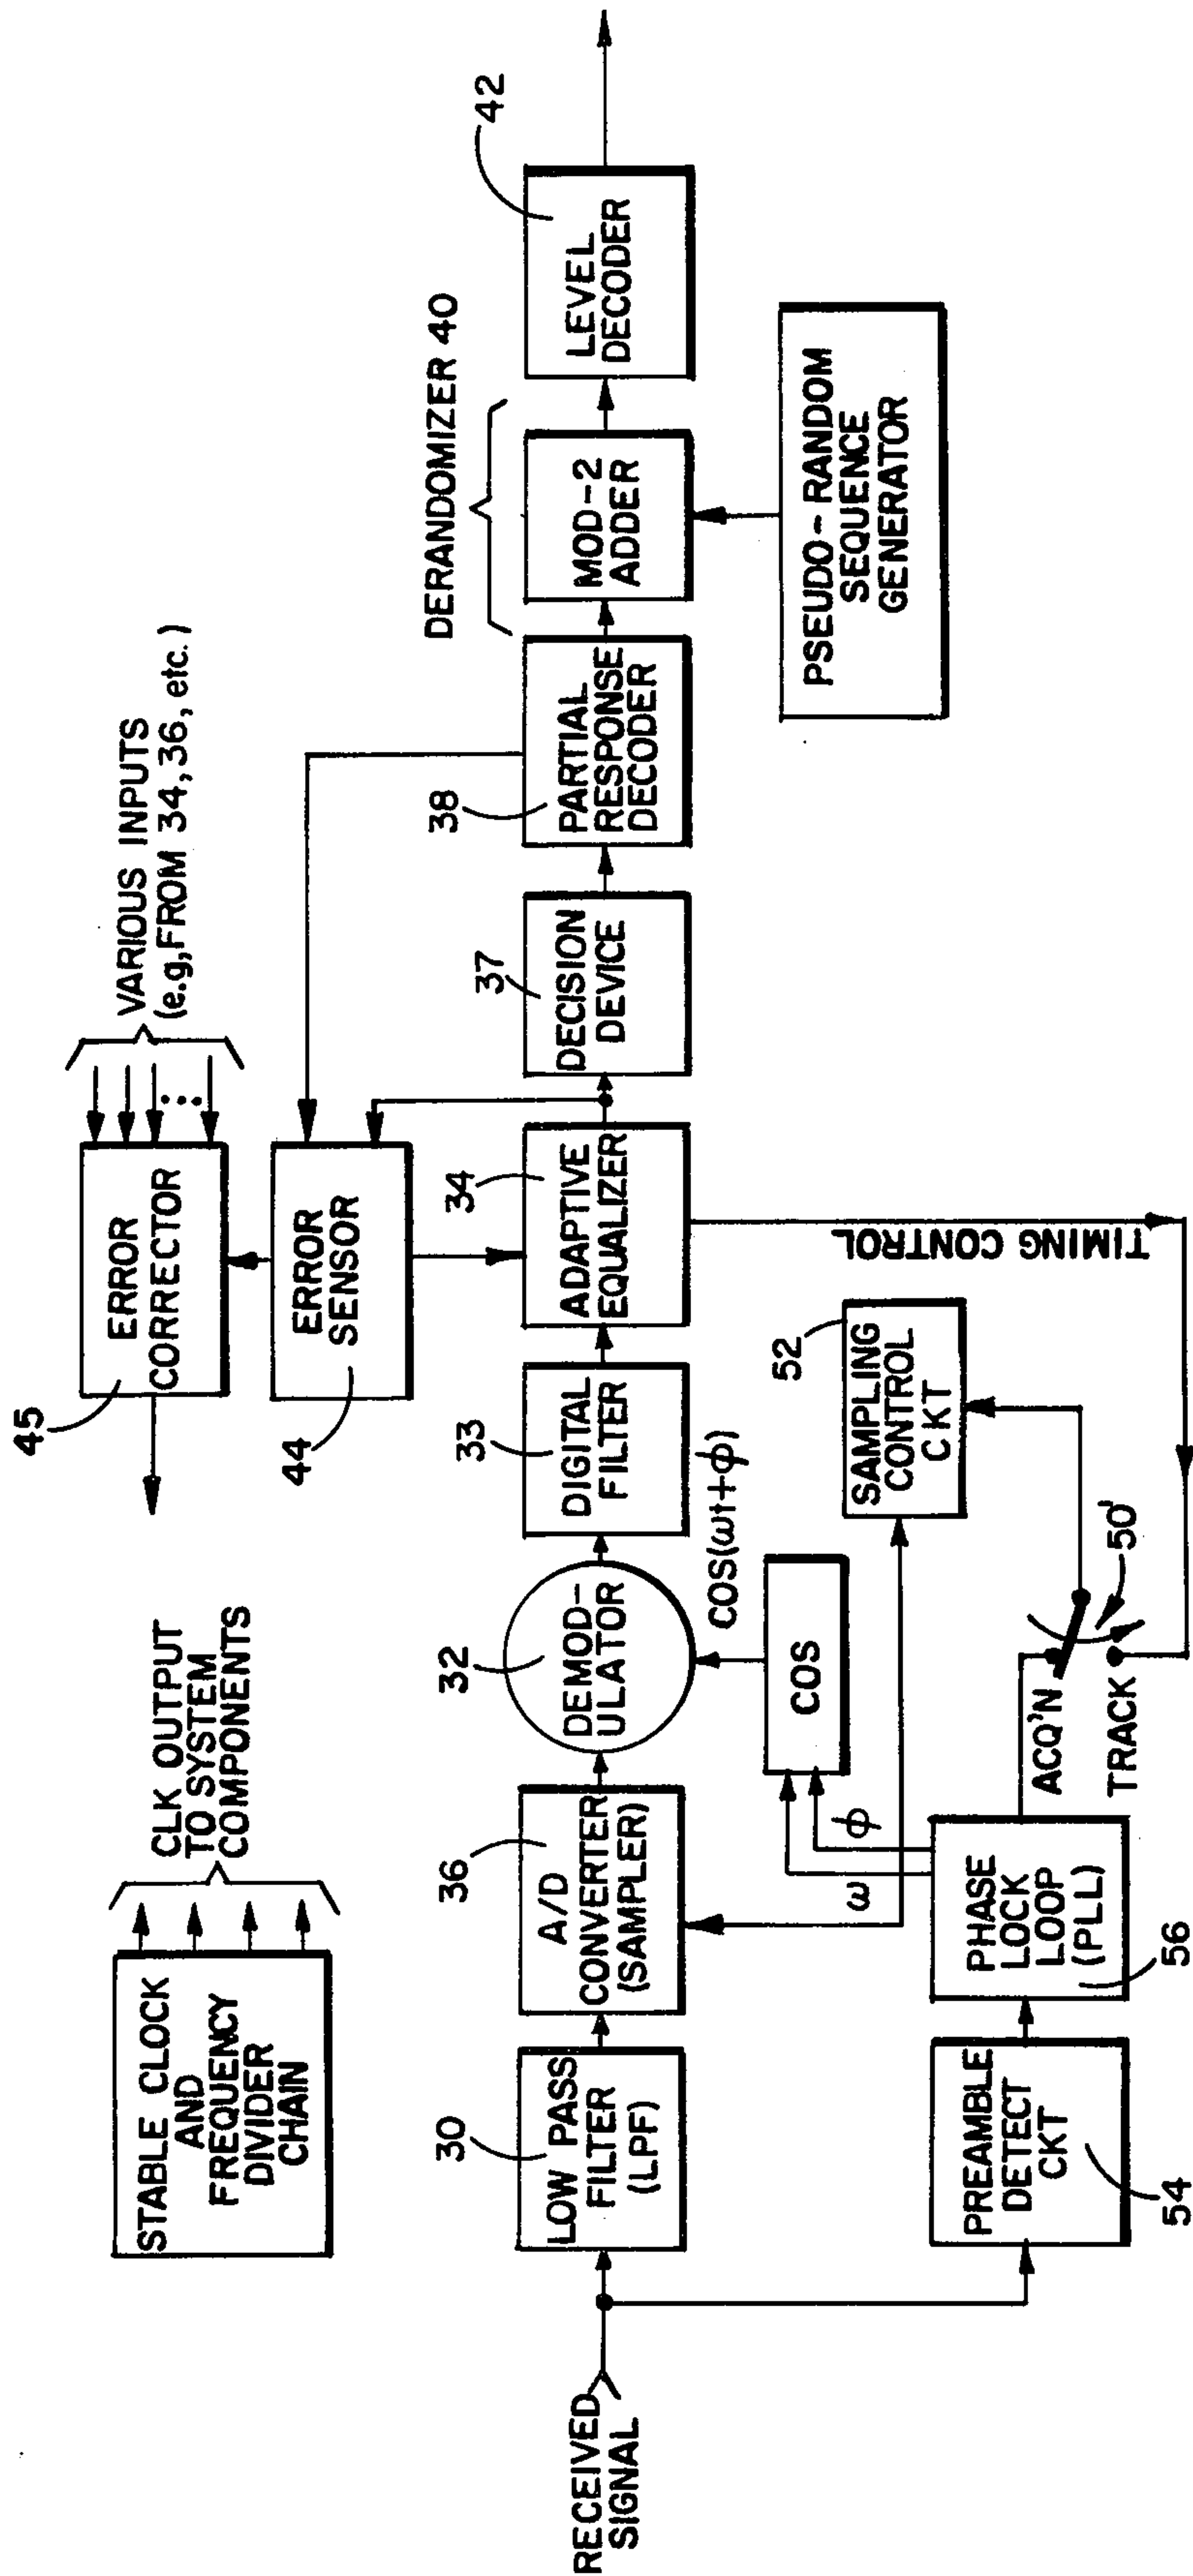 STABLE CLOCK
AND
FREQUENCY
DIVIDER
CHAIN
CLK OUTPUT
TO SYSTEM
COMPONENTS
45
ERROR
CORRECTOR
VARIOUS INPUTS
(e.g, FROM 34, 36, etc.)
44
ERROR
SENSOR
RECEIVED
SIGNAL
30
LOW PASS
FILTER
(LPF)
36
A/D
CONVERTER
(SAMPLER)
32
DEMOD-
ULATOR
33
DIGITAL
FILTER
34
ADAPTIVE
EQUALIZER
37
DECISION
DEVICE
38
PARTIAL
RESPONSE
DECODER
DERANDOMIZER 40
MOD-2
ADDER
LEVEL
DECODER
42
PSEUDO-RANDOM
SEQUENCE
GENERATOR
COS(ωt+ϕ)
COS
ω
ϕ
52
SAMPLING
CONTROL
CKT
TIMING CONTROL
PREAMBLE
DETECT
CKT
54
PHASE
LOCK
LOOP
(PLL)
56
ACQ'N
TRACK
50'